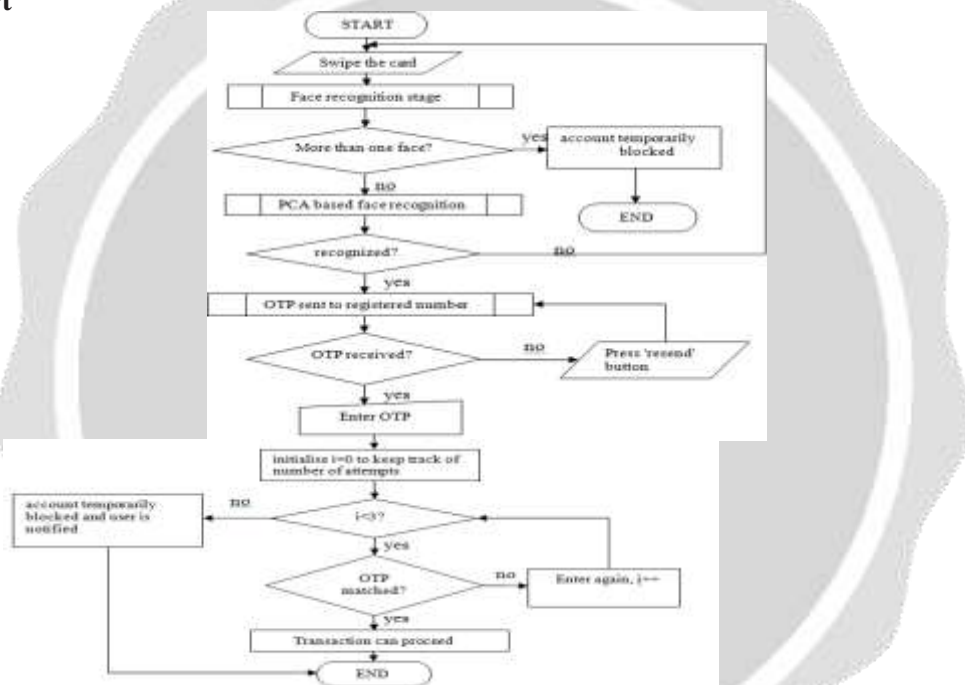 START
Swipe the card
Face recognition stage
More than one face?
yes
account temporarily
blocked
no
END
PCA based face recognition
recognized?
no
yes
OTP sent to registered number
OTP received?
no
Press 'resend'
button
yes
Enter OTP
initialise i=0 to keep track of
number of attempts
account temporarily
blocked and user is
notified
no
i<3?
yes
OTP
matched?
no
Enter again, i++
yes
Transaction can proceed
END